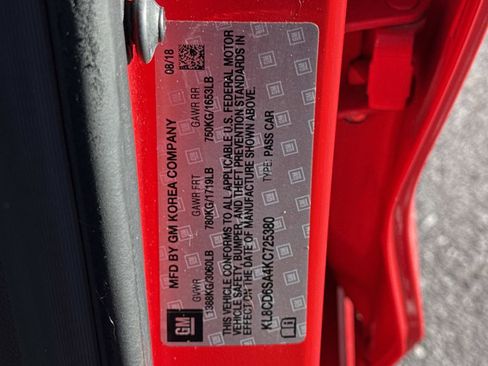 MFD BY GM KOREA COMPANY 08/18
GVWR GAWR FRT GAWR RR
1388KG/3060LB 780KG/1719LB 750KG/1653LB
THIS VEHICLE CONFORMS TO ALL APPLICABLE U.S. FEDERAL MOTOR
VEHICLE SAFETY, BUMPER, AND THEFT PREVENTION STANDARDS IN
EFFECT ON THE DATE OF MANUFACTURE SHOWN ABOVE.
KL8CD6SA4KC725380 TYPE: PASS CAR
GM